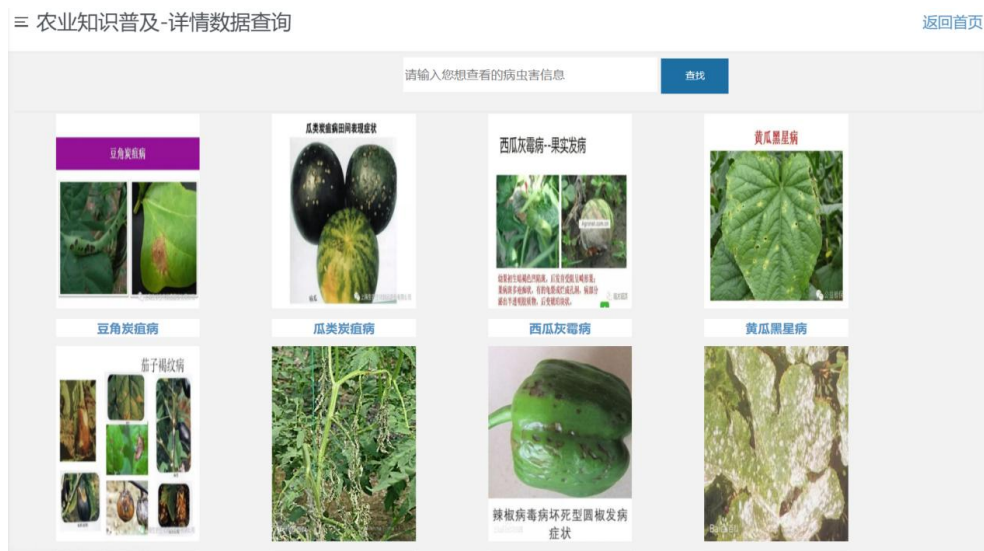 农业知识普及-详情数据查询
返回首页
请输入您想查看的病虫害信息
查找
豆角炭疽病
瓜类炭疽病田间表现症状
西瓜灰霉病--果实发病
黄瓜黑星病
豆角炭疽病
瓜类炭疽病
西瓜灰霉病
黄瓜黑星病
茄子褐纹病
辣椒病毒病坏死型圆椒发病
症状